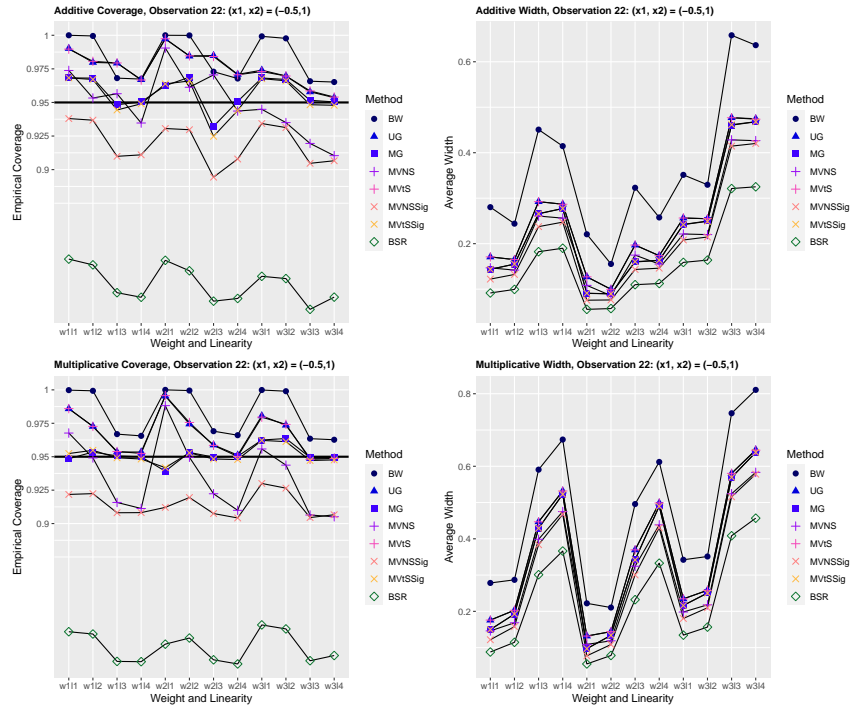 Additive Coverage, Observation 22: (x1, x2) = (−0.5,1)
Empirical Coverage
1
0.975
0.95
0.925
0.9
w1l1 w1l2 w1l3 w1l4 w2l1 w2l2 w2l3 w2l4 w3l1 w3l2 w3l3 w3l4
Weight and Linearity
Method
BW
UG
MG
MVNS
MVtS
MVNSSig
MVtSSig
BSR
Additive Width, Observation 22: (x1, x2) = (−0.5,1)
Average Width
0.6
0.4
0.2
w1l1 w1l2 w1l3 w1l4 w2l1 w2l2 w2l3 w2l4 w3l1 w3l2 w3l3 w3l4
Weight and Linearity
Method
BW
UG
MG
MVNS
MVtS
MVNSSig
MVtSSig
BSR
Multiplicative Coverage, Observation 22: (x1, x2) = (−0.5,1)
Empirical Coverage
1
0.975
0.95
0.925
0.9
w1l1 w1l2 w1l3 w1l4 w2l1 w2l2 w2l3 w2l4 w3l1 w3l2 w3l3 w3l4
Weight and Linearity
Method
BW
UG
MG
MVNS
MVtS
MVNSSig
MVtSSig
BSR
Multiplicative Width, Observation 22: (x1, x2) = (−0.5,1)
Average Width
0.8
0.6
0.4
0.2
w1l1 w1l2 w1l3 w1l4 w2l1 w2l2 w2l3 w2l4 w3l1 w3l2 w3l3 w3l4
Weight and Linearity
Method
BW
UG
MG
MVNS
MVtS
MVNSSig
MVtSSig
BSR